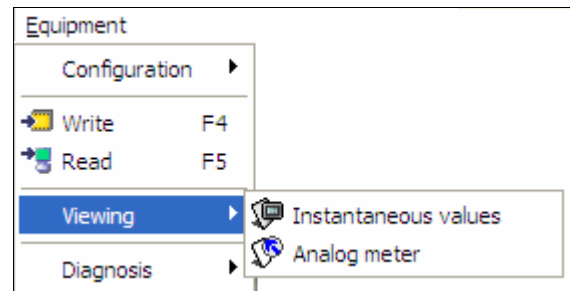 Equipment
Configuration
Write F4
Read F5
Viewing
Instantaneous values
Analog meter
Diagnosis